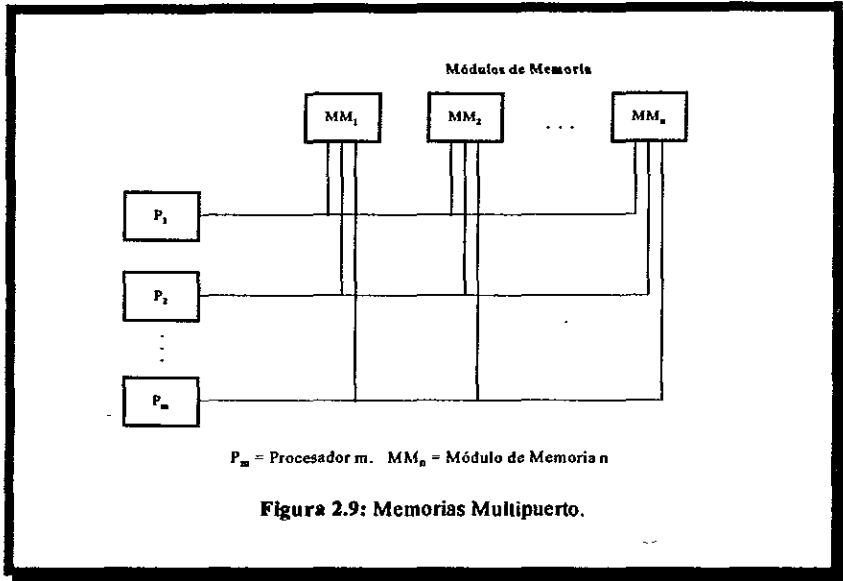 Módulos de Memoria
MM₁ MM₂ . . . MMₙ
P₁
P₂
.
.
.
Pₘ
Pₘ = Procesador m. MMₙ = Módulo de Memoria n
Figura 2.9: Memorias Multipuerto.